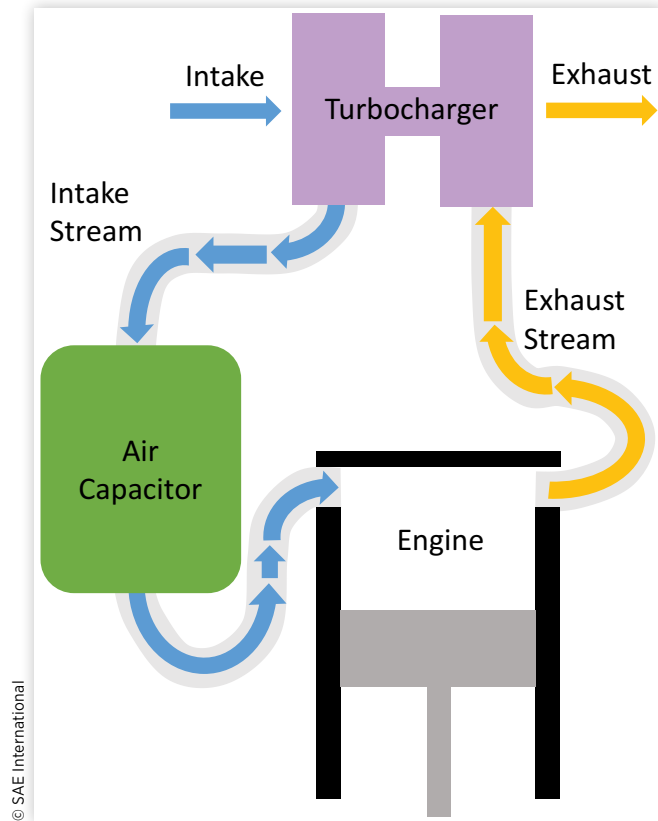 Intake
Exhaust
Turbocharger
Intake
Stream
Exhaust
Stream
Air
Capacitor
Engine
© SAE International